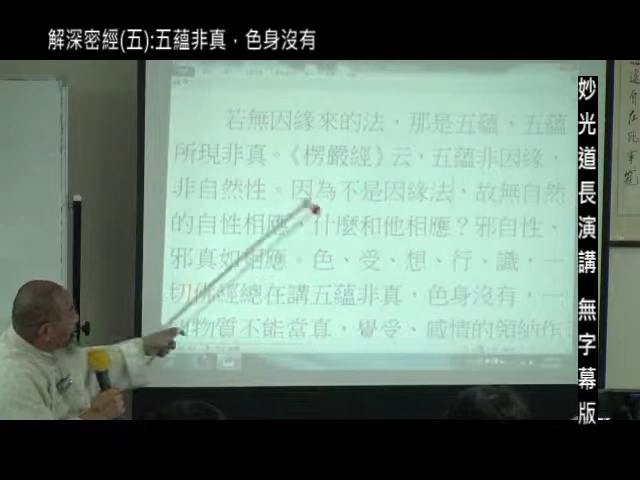 解深密經(五):五蘊非真，色身沒有
若無因緣來的法，那是五蘊，五蘊
所現非真。《楞嚴經》云，五蘊非因緣，
非自然性。因為不是因緣法，故無自然
的自性相應，什麼和他相應？邪自性、
邪真如相應。色、受、想、行、識，一
切佛經總在講五蘊非真，色身沒有，一
切物質不能當真，覺受、感情的領納作
妙光道長演講 無字幕版